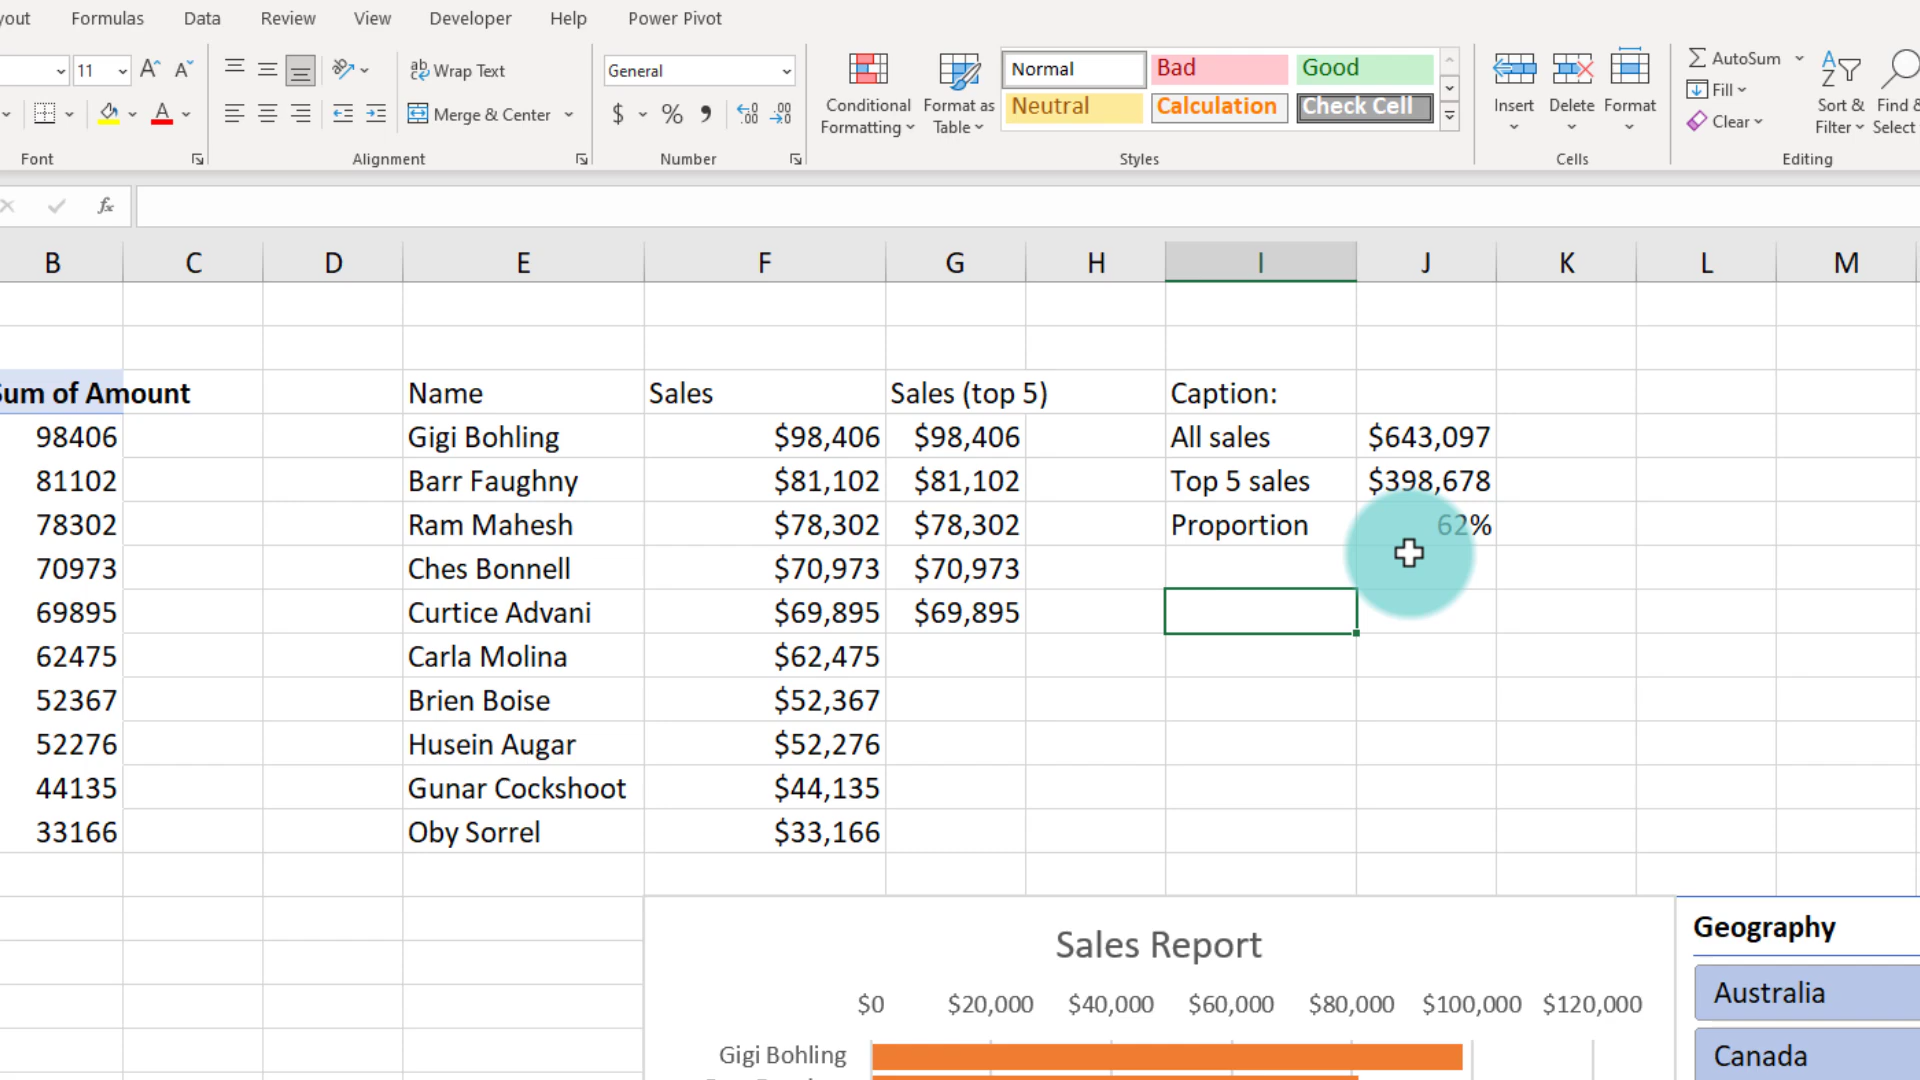 yout Formulas Data Review View Developer Help Power Pivot
11 A A Wrap Text General Conditional Formatting Format as Table Normal Bad Good Insert Delete Format AutoSum Sort & Filter Find & Select
A Merge & Center $ % Neutral Calculation Check Cell Fill
Clear
Font Alignment Number Styles Cells Editing
fx
B C D E F G H I J K L M
Sum of Amount Name Sales Sales (top 5) Caption:
98406 Gigi Bohling $98,406 $98,406 All sales $643,097
81102 Barr Faughny $81,102 $81,102 Top 5 sales $398,678
78302 Ram Mahesh $78,302 $78,302 Proportion 62%
70973 Ches Bonnell $70,973 $70,973
69895 Curtice Advani $69,895 $69,895
62475 Carla Molina $62,475
52367 Brien Boise $52,367
52276 Husein Augar $52,276
44135 Gunar Cockshoot $44,135
33166 Oby Sorrel $33,166
Sales Report
$0 $20,000 $40,000 $60,000 $80,000 $100,000 $120,000
Gigi Bohling
Geography
Australia
Canada